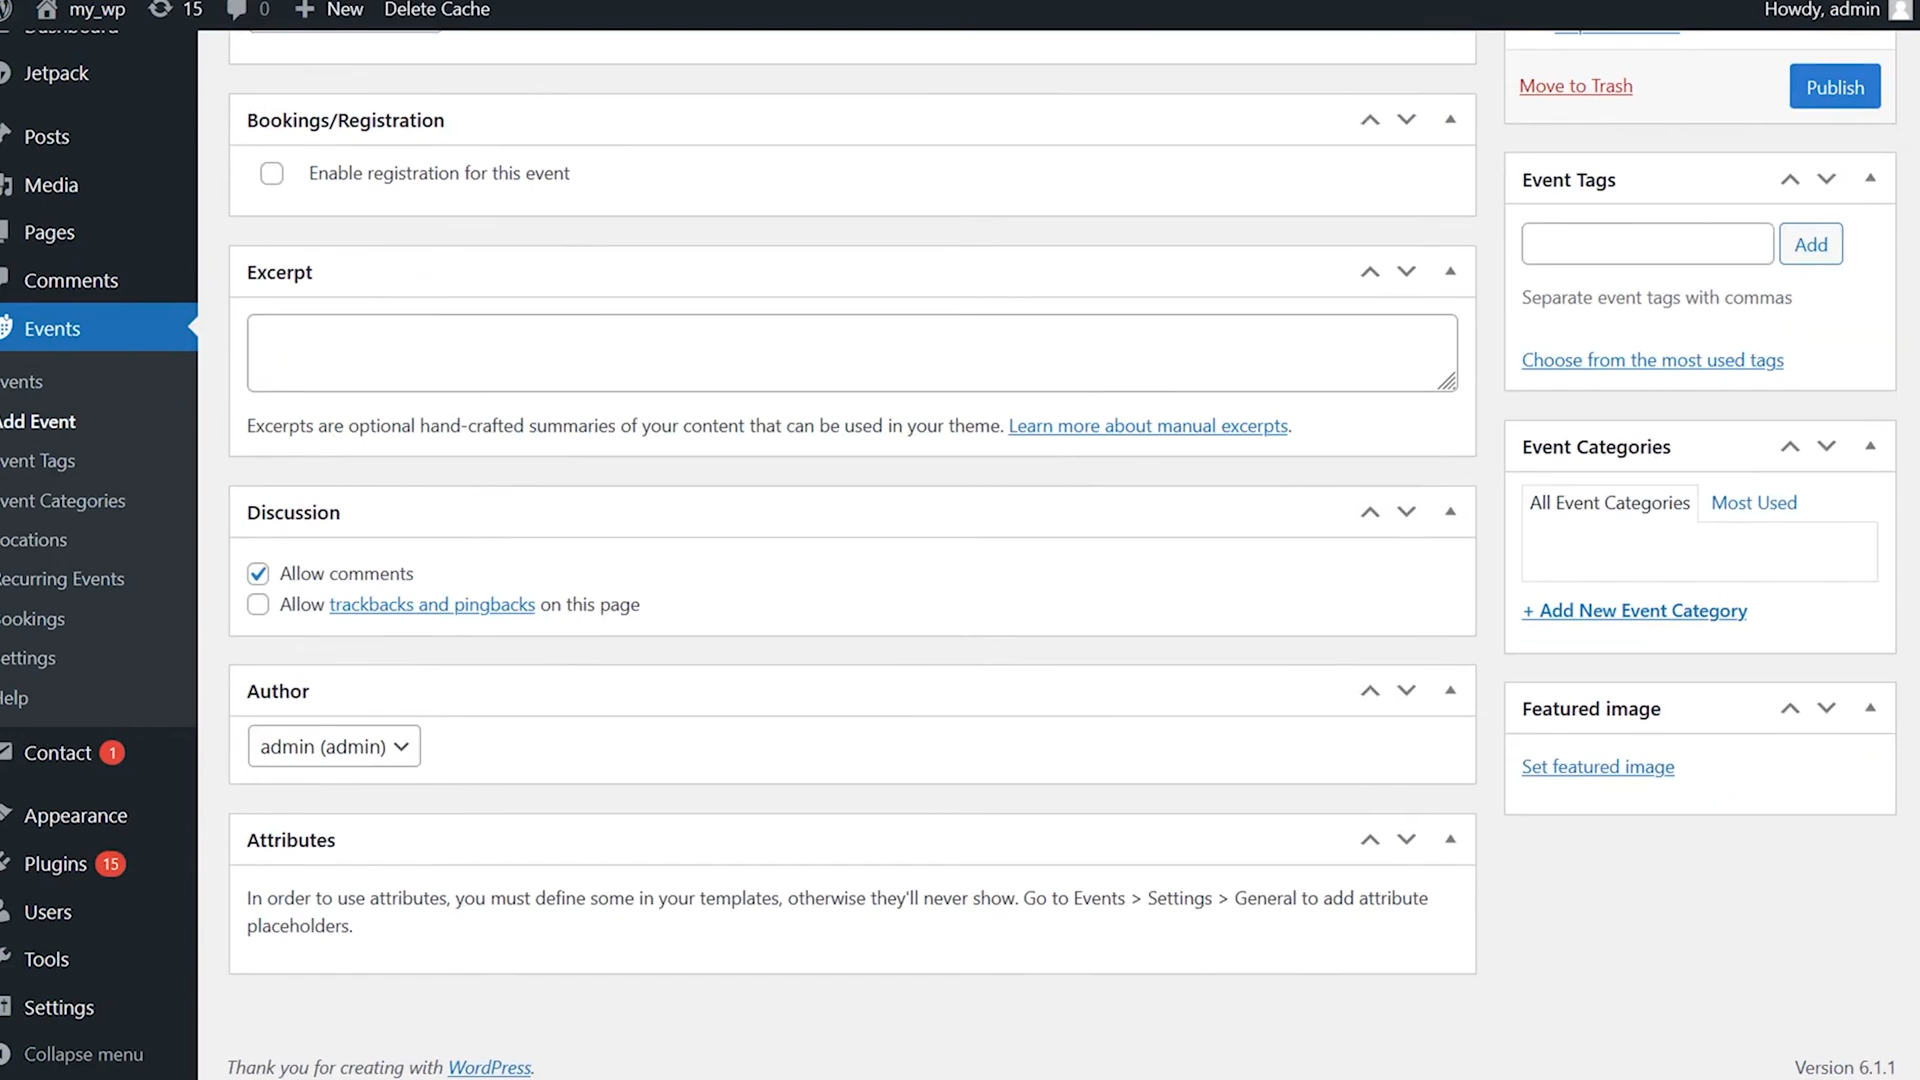 my_wp 15 0 New Delete Cache Howdy, admin
Jetpack
Posts
Media
Pages
Comments
Events
vents
dd Event
vent Tags
vent Categories
ocations
ecurring Events
ookings
ettings
elp
Contact 1
Appearance
Plugins 15
Users
Tools
Settings
Collapse menu
Bookings/Registration
Enable registration for this event
Excerpt
Excerpts are optional hand-crafted summaries of your content that can be used in your theme. Learn more about manual excerpts.
Discussion
Allow comments
Allow trackbacks and pingbacks on this page
Author
admin (admin)
Attributes
In order to use attributes, you must define some in your templates, otherwise they'll never show. Go to Events > Settings > General to add attribute
placeholders.
Move to Trash Publish
Event Tags
Add
Separate event tags with commas
Choose from the most used tags
Event Categories
All Event Categories Most Used
+ Add New Event Category
Featured image
Set featured image
Thank you for creating with WordPress.
Version 6.1.1